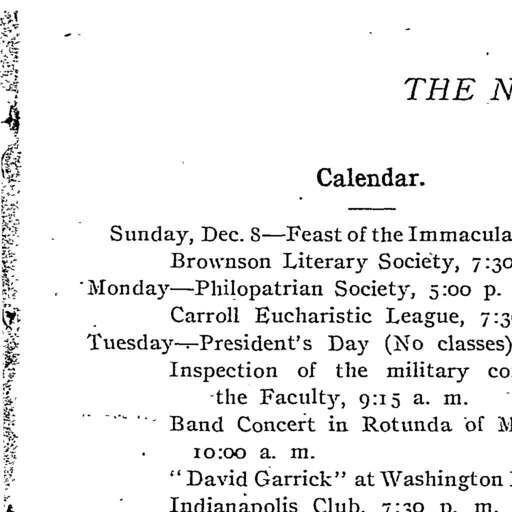 THE N
Calendar.
Sunday, Dec. 8—Feast of the Immacula
Brownson Literary Society, 7:30
Monday—Philopatrian Society, 5:00 p.
Carroll Eucharistic League, 7:3
Tuesday—President's Day (No classes)
Inspection of the military co
the Faculty, 9:15 a. m.
Band Concert in Rotunda of M
10:00 a. m.
"David Garrick" at Washington
Indianapolis Club, 7:30 p. m.